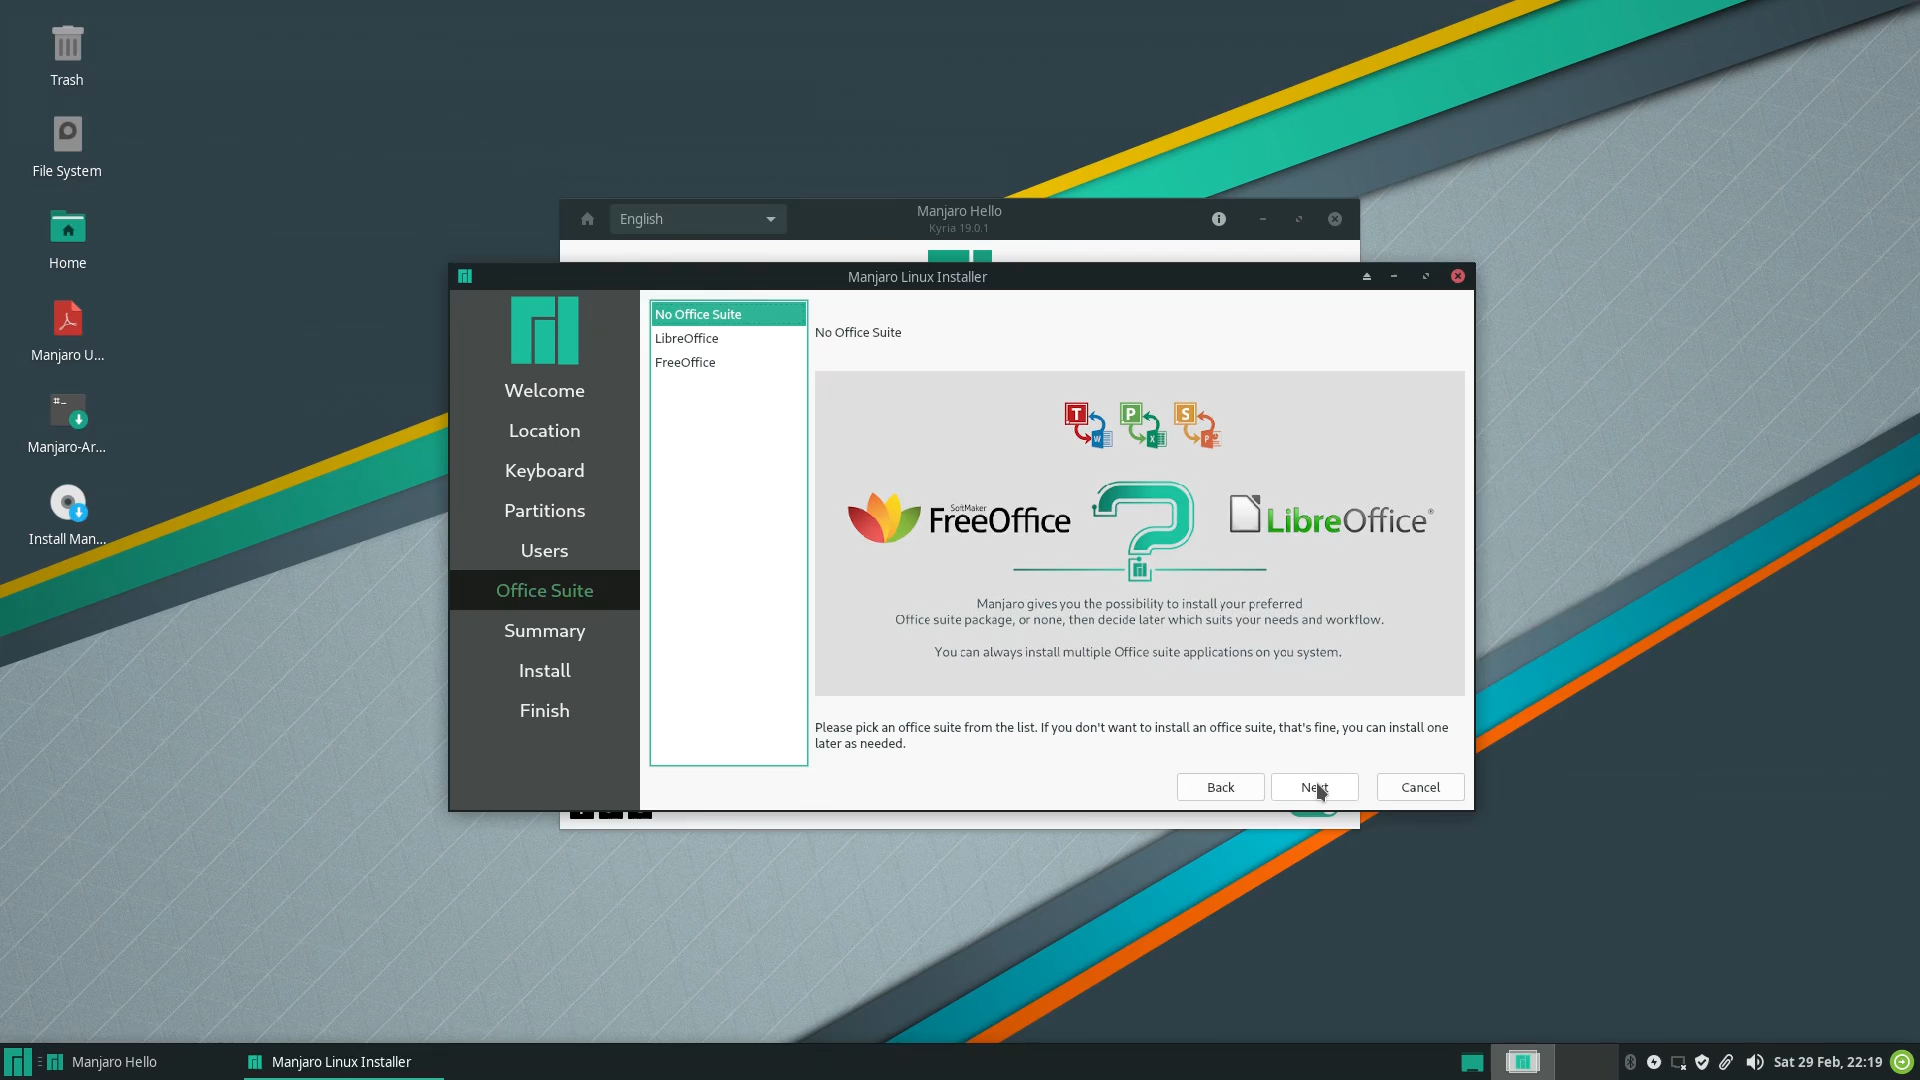 Trash
File System
Home
Manjaro U...
Manjaro-Ar...
Install Man...
English
Manjaro Hello
Kyria 19.0.1
Manjaro Linux Installer
Welcome
Location
Keyboard
Partitions
Users
Office Suite
Summary
Install
Finish
No Office Suite
LibreOffice
FreeOffice
No Office Suite
T
W
P
X
S
P
SoftMaker
FreeOffice
LibreOffice®
Manjaro gives you the possibility to install your preferred
Office suite package, or none, then decide later which suits your needs and workflow.
You can always install multiple Office suite applications on you system.
Please pick an office suite from the list. If you don't want to install an office suite, that's fine, you can install one
later as needed.
Back
Next
Cancel
Manjaro Hello
Manjaro Linux Installer
Sat 29 Feb, 22:19